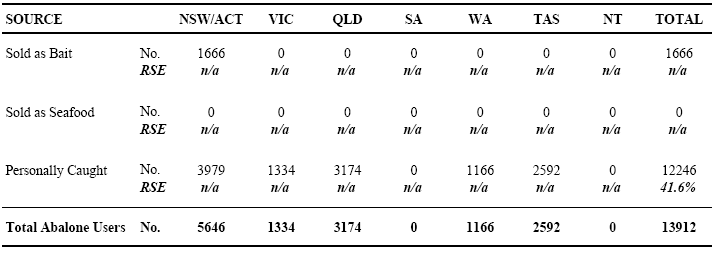 SOURCE NSW/ACT VIC QLD SA WA TAS NT TOTAL
Sold as Bait No. 1666 0 0 0 0 0 0 1666
RSE n/a n/a n/a n/a n/a n/a n/a n/a
Sold as Seafood No. 0 0 0 0 0 0 0 0
RSE n/a n/a n/a n/a n/a n/a n/a n/a
Personally Caught No. 3979 1334 3174 0 1166 2592 0 12246
RSE n/a n/a n/a n/a n/a n/a n/a 41.6%
Total Abalone Users No. 5646 1334 3174 0 1166 2592 0 13912